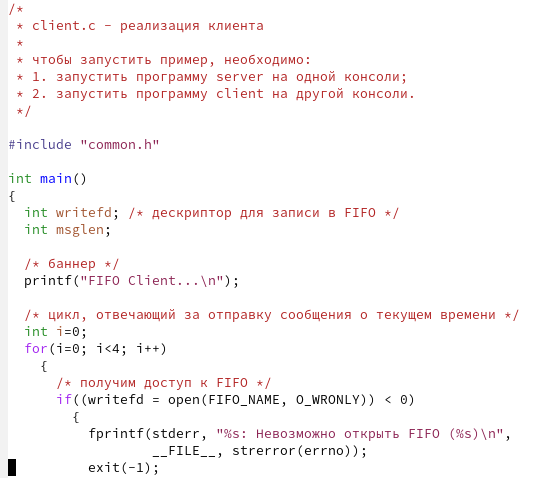 /*
 * client.c - реализация клиента
 *
 * чтобы запустить пример, необходимо:
 * 1. запустить программу server на одной консоли;
 * 2. запустить программу client на другой консоли.
 */

#include "common.h"

int main()
{
  int writefd; /* дескриптор для записи в FIFO */
  int msglen;

  /* баннер */
  printf("FIFO Client...\n");

  /* цикл, отвечающий за отправку сообщения о текущем времени */
  int i=0;
  for(i=0; i<4; i++)
    {
      /* получим доступ к FIFO */
      if((writefd = open(FIFO_NAME, O_WRONLY)) < 0)
        {
          fprintf(stderr, "%s: Невозможно открыть FIFO (%s)\n",
                  __FILE__, strerror(errno));
          exit(-1);